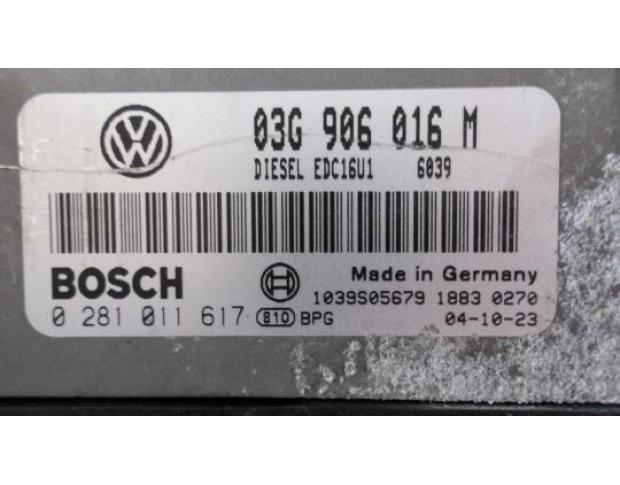 03G 906 016 M
DIESEL EDC16U1 6039
BOSCH
Made in Germany
1039S05679 1883 0270
0 281 011 617 810 BPG 04-10-23